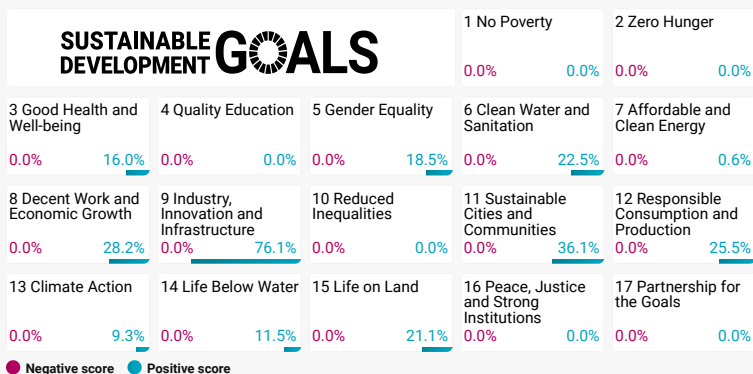 SUSTAINABLE
DEVELOPMENT
GOALS
1 No Poverty
0.0% 0.0%
2 Zero Hunger
0.0% 0.0%
3 Good Health and
Well-being
0.0% 16.0%
4 Quality Education
0.0% 0.0%
5 Gender Equality
0.0% 18.5%
6 Clean Water and
Sanitation
0.0% 22.5%
7 Affordable and
Clean Energy
0.0% 0.6%
8 Decent Work and
Economic Growth
0.0% 28.2%
9 Industry,
Innovation and
Infrastructure
0.0% 76.1%
10 Reduced
Inequalities
0.0% 0.0%
11 Sustainable
Cities and
Communities
0.0% 36.1%
12 Responsible
Consumption and
Production
0.0% 25.5%
13 Climate Action
0.0% 9.3%
14 Life Below Water
0.0% 11.5%
15 Life on Land
0.0% 21.1%
16 Peace, Justice
and Strong
Institutions
0.0% 0.0%
17 Partnership for
the Goals
0.0% 0.0%
Negative score Positive score